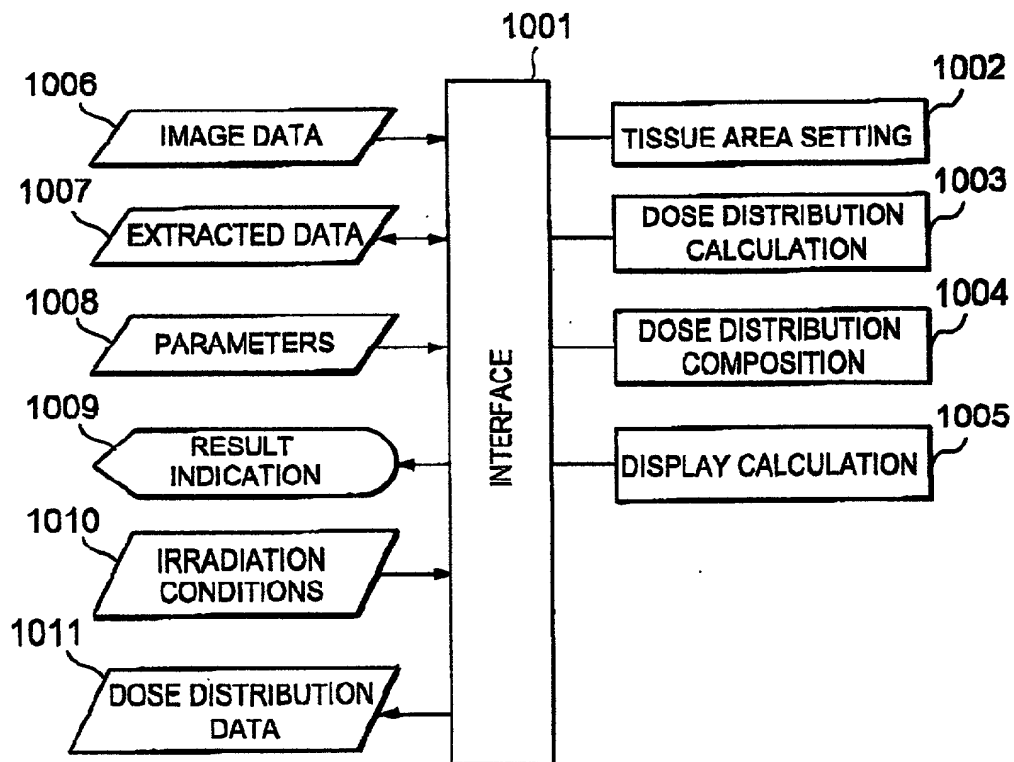 1001
1006
IMAGE DATA
1002
TISSUE AREA SETTING
1007
EXTRACTED DATA
1003
DOSE DISTRIBUTION
CALCULATION
1008
PARAMETERS
1004
DOSE DISTRIBUTION
COMPOSITION
INTERFACE
1009
RESULT
INDICATION
1005
DISPLAY CALCULATION
1010
IRRADIATION
CONDITIONS
1011
DOSE DISTRIBUTION
DATA